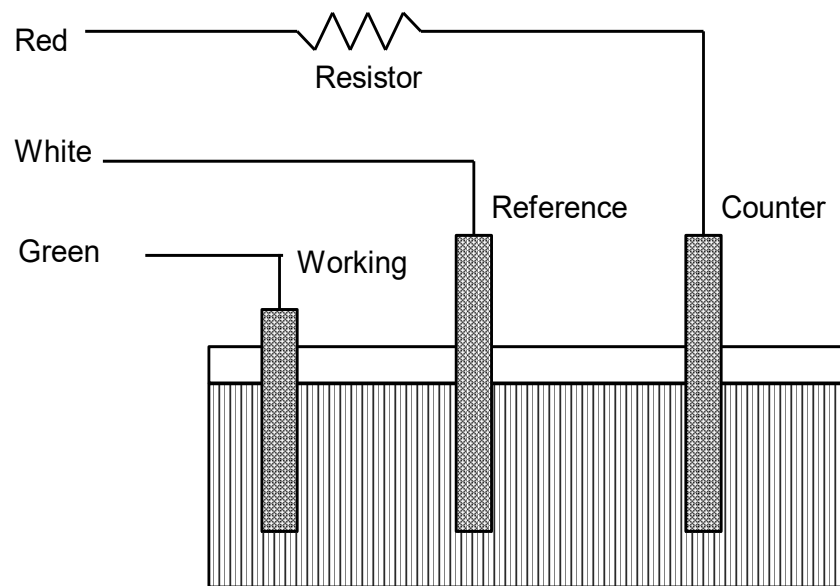 Red
Resistor
White
Reference
Counter
Green
Working